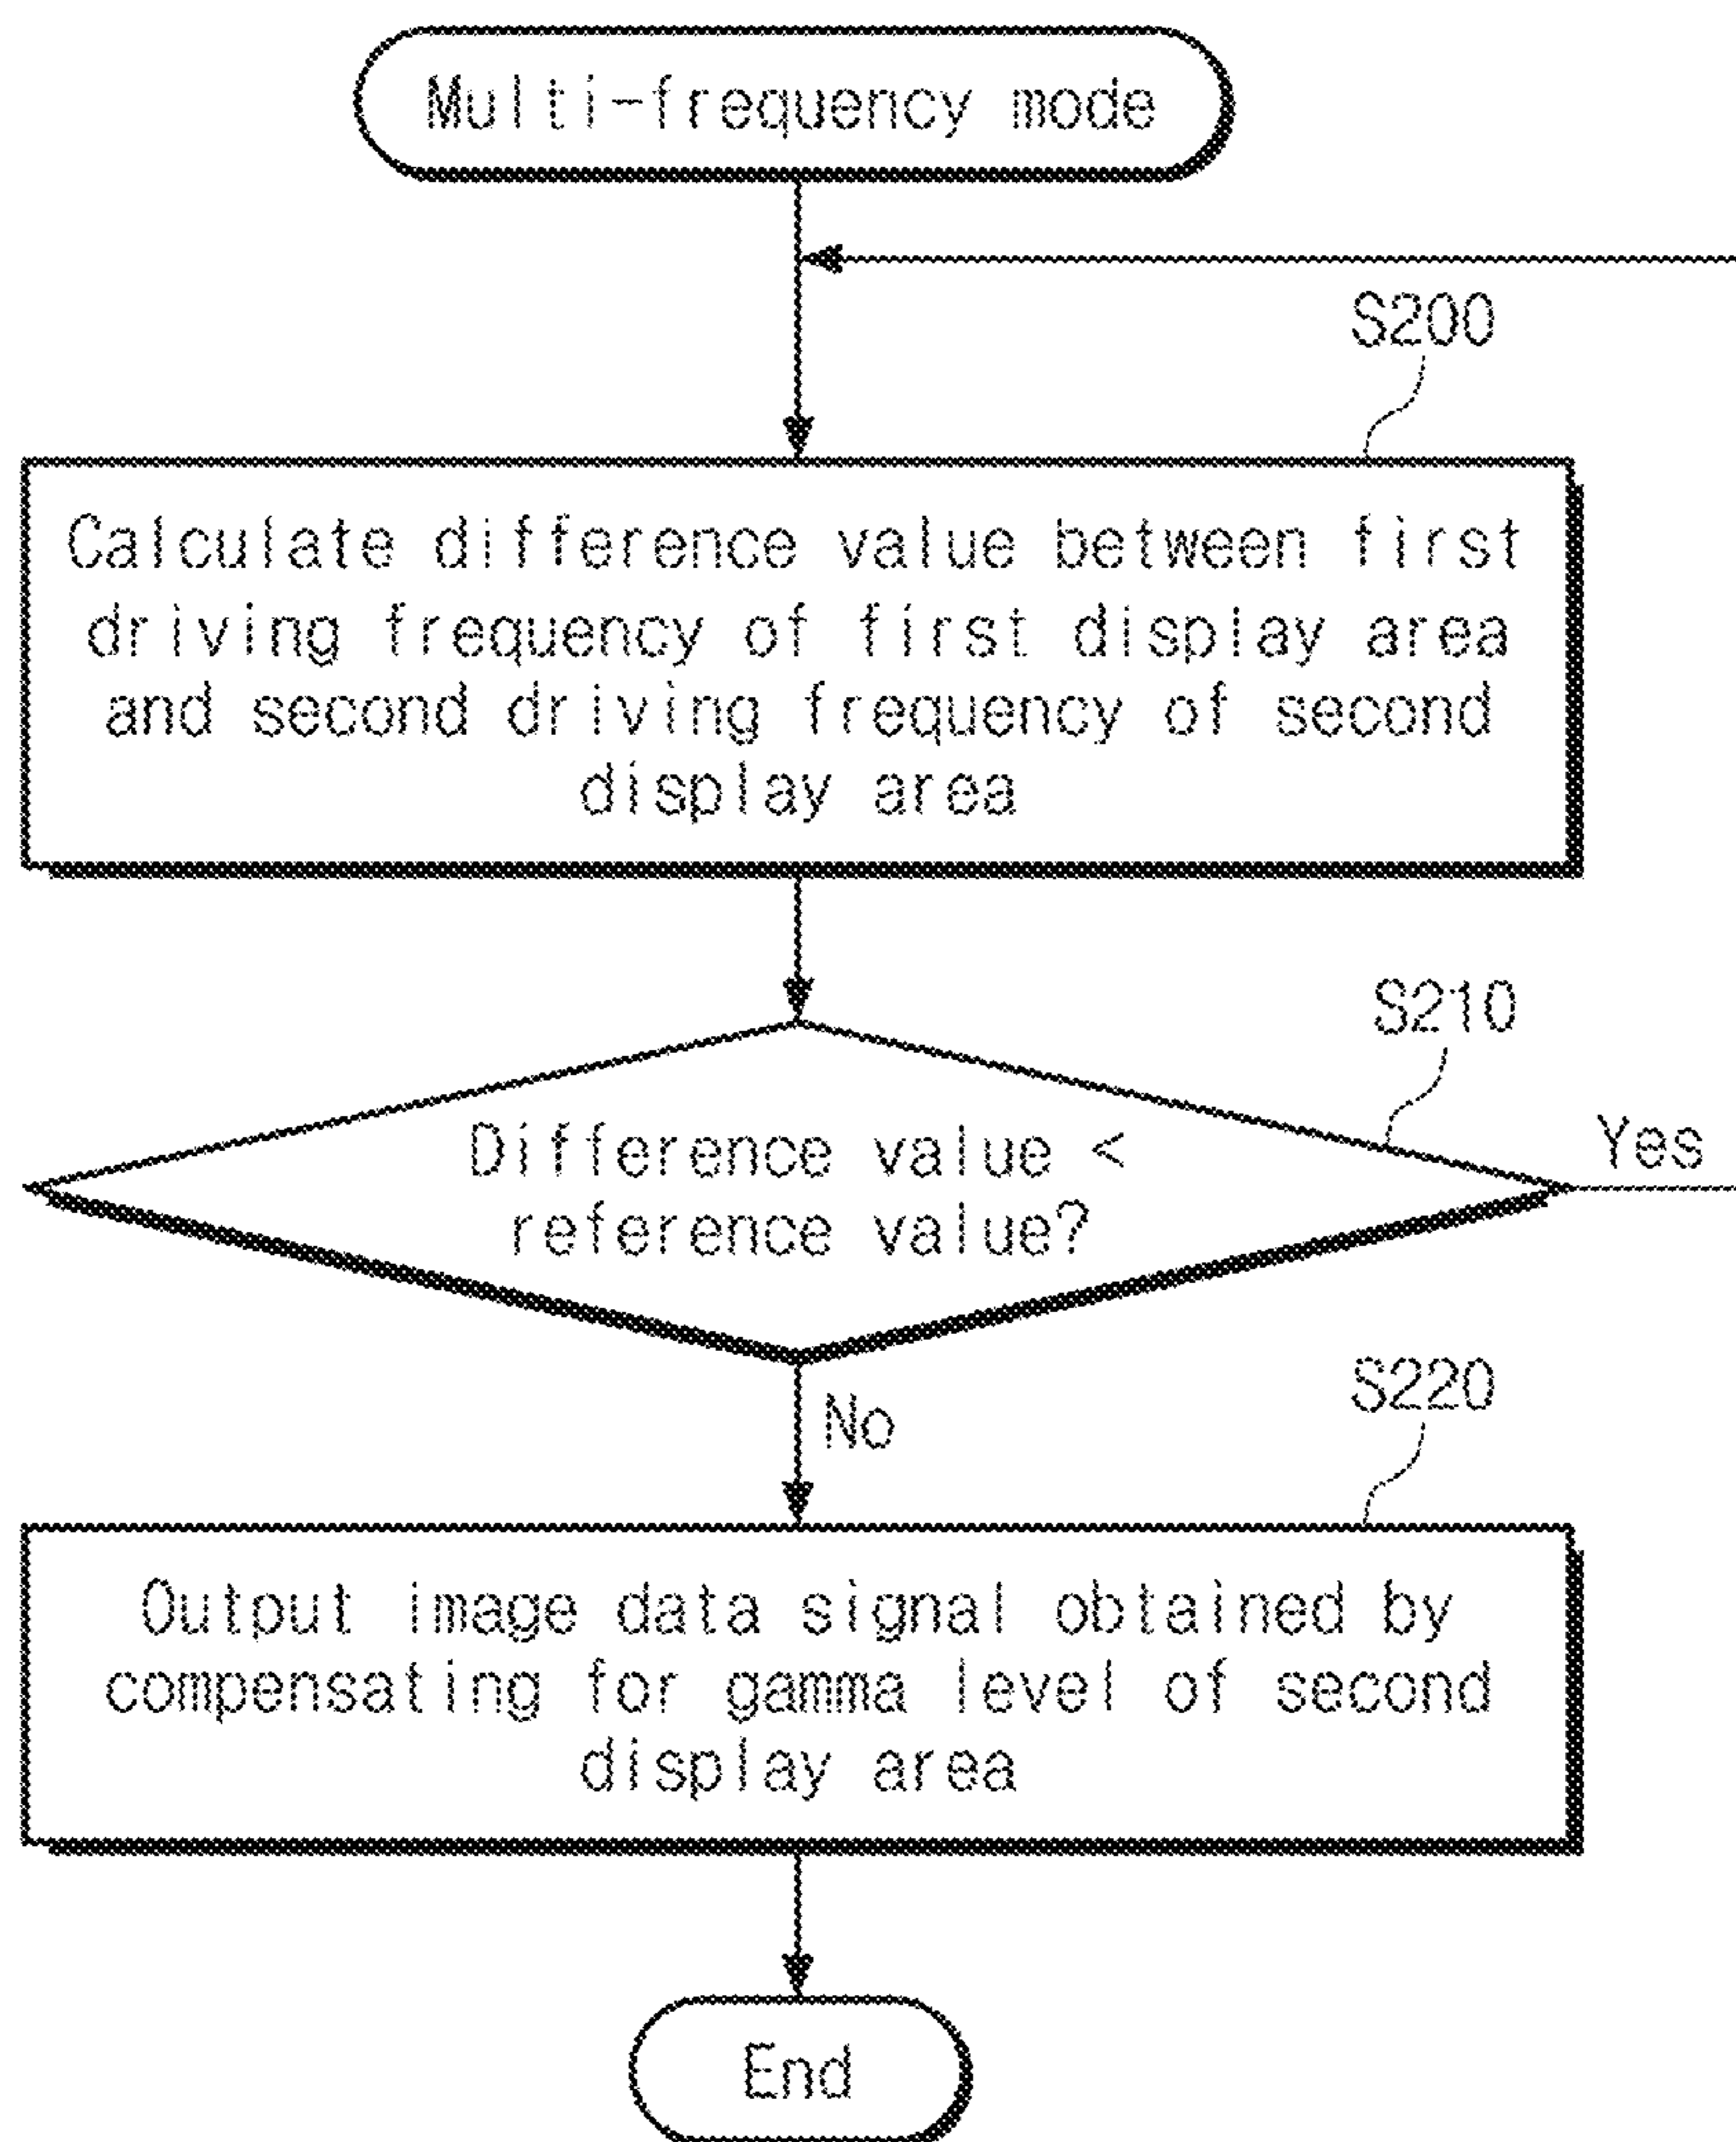 Multi-frequency mode
S200
Calculate difference value between first
driving frequency of first display area
and second driving frequency of second
display area
S210
Difference value <
reference value?
Yes
No
S220
Output image data signal obtained by
compensating for gamma level of second
display area
End